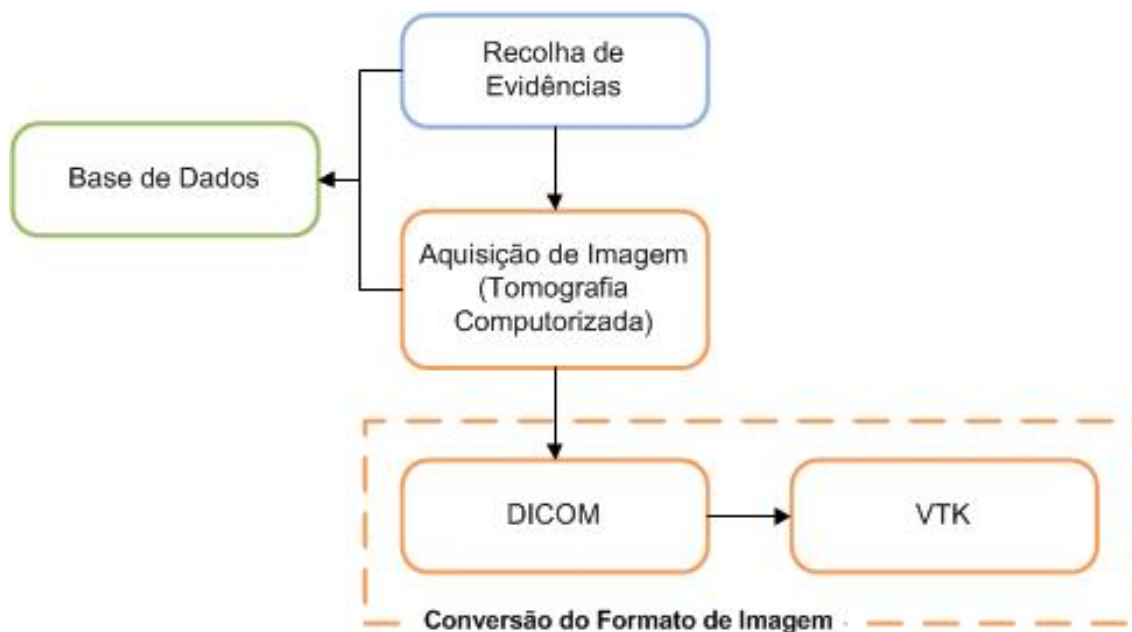 Recolha de
Evidências
Base de Dados
Aquisição de Imagem
(Tomografia
Computorizada)
DICOM
VTK
Conversão do Formato de Imagem